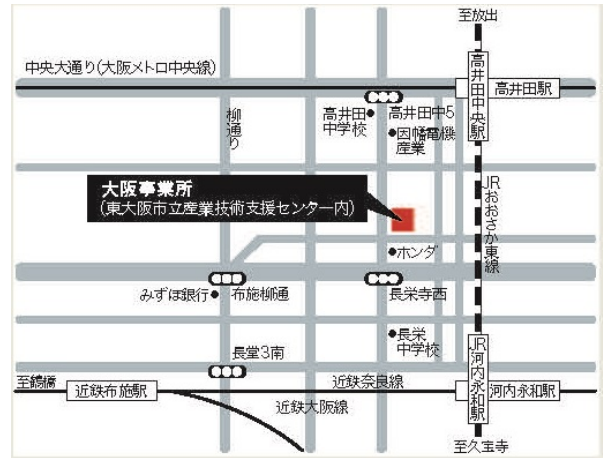 至放出
中央大通り(大阪メトロ中央線)
高井田中央駅
高井田駅
柳通り
高井田
中学校
高井田中5
因幡電機
産業
大阪事業所
(東大阪市立産業技術支援センター内)
JRおおさか東線
ホンダ
みずほ銀行
布施柳通
長栄寺西
長栄
中学校
長堂3南
至鶴橋
近鉄布施駅
近鉄奈良線
近鉄大阪線
JR河内永和駅
河内永和駅
至久宝寺